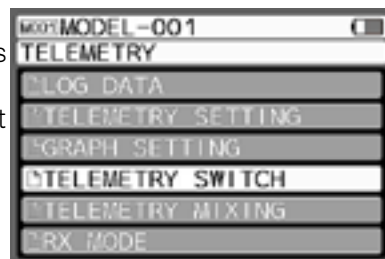 MODEL-001
s TELEMETRY
LOG DATA
t TELEMETRY SETTING
GRAPH SETTING
TELEMETRY SWITCH
TELEMETRY MIXING
RX MODE